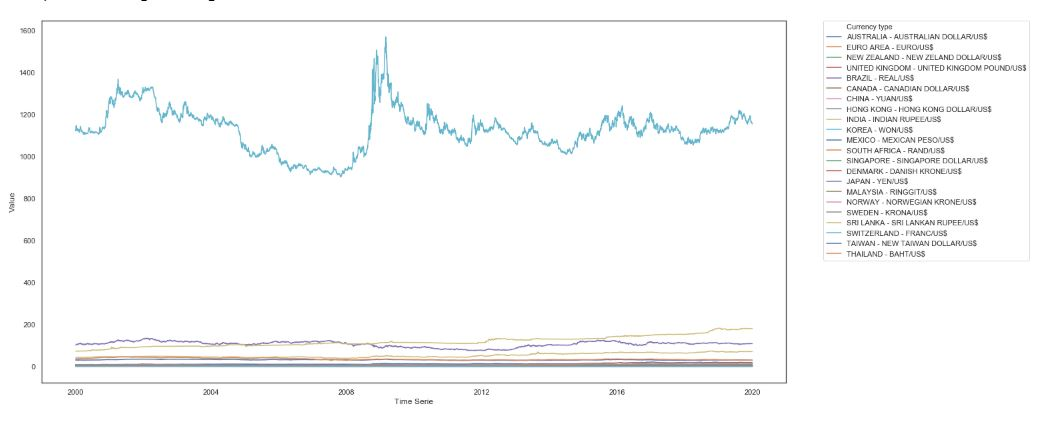 1600
1400
1200
1000
800
600
400
200
0
Value
2000
2004
2008
2012
2016
2020
Time Serie
Currency type
AUSTRALIA - AUSTRALIAN DOLLAR/US$
EURO AREA - EURO/US$
NEW ZEALAND - NEW ZELAND DOLLAR/US$
UNITED KINGDOM - UNITED KINGDOM POUND/US$
BRAZIL - REAL/US$
CANADA - CANADIAN DOLLAR/US$
CHINA - YUAN/US$
HONG KONG - HONG KONG DOLLAR/US$
INDIA - INDIAN RUPEE/US$
KOREA - WON/US$
MEXICO - MEXICAN PESO/US$
SOUTH AFRICA - RAND/US$
SINGAPORE - SINGAPORE DOLLAR/US$
DENMARK - DANISH KRONE/US$
JAPAN - YEN/US$
MALAYSIA - RINGGIT/US$
NORWAY - NORWEGIAN KRONE/US$
SWEDEN - KRONA/US$
SRI LANKA - SRI LANKAN RUPEE/US$
SWITZERLAND - FRANC/US$
TAIWAN - NEW TAIWAN DOLLAR/US$
THAILAND - BAHT/US$